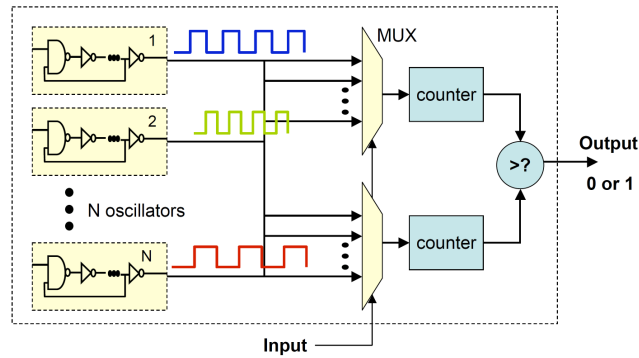 1
MUX
counter
2
>?
Output
0 or 1
N oscillators
N
counter
Input